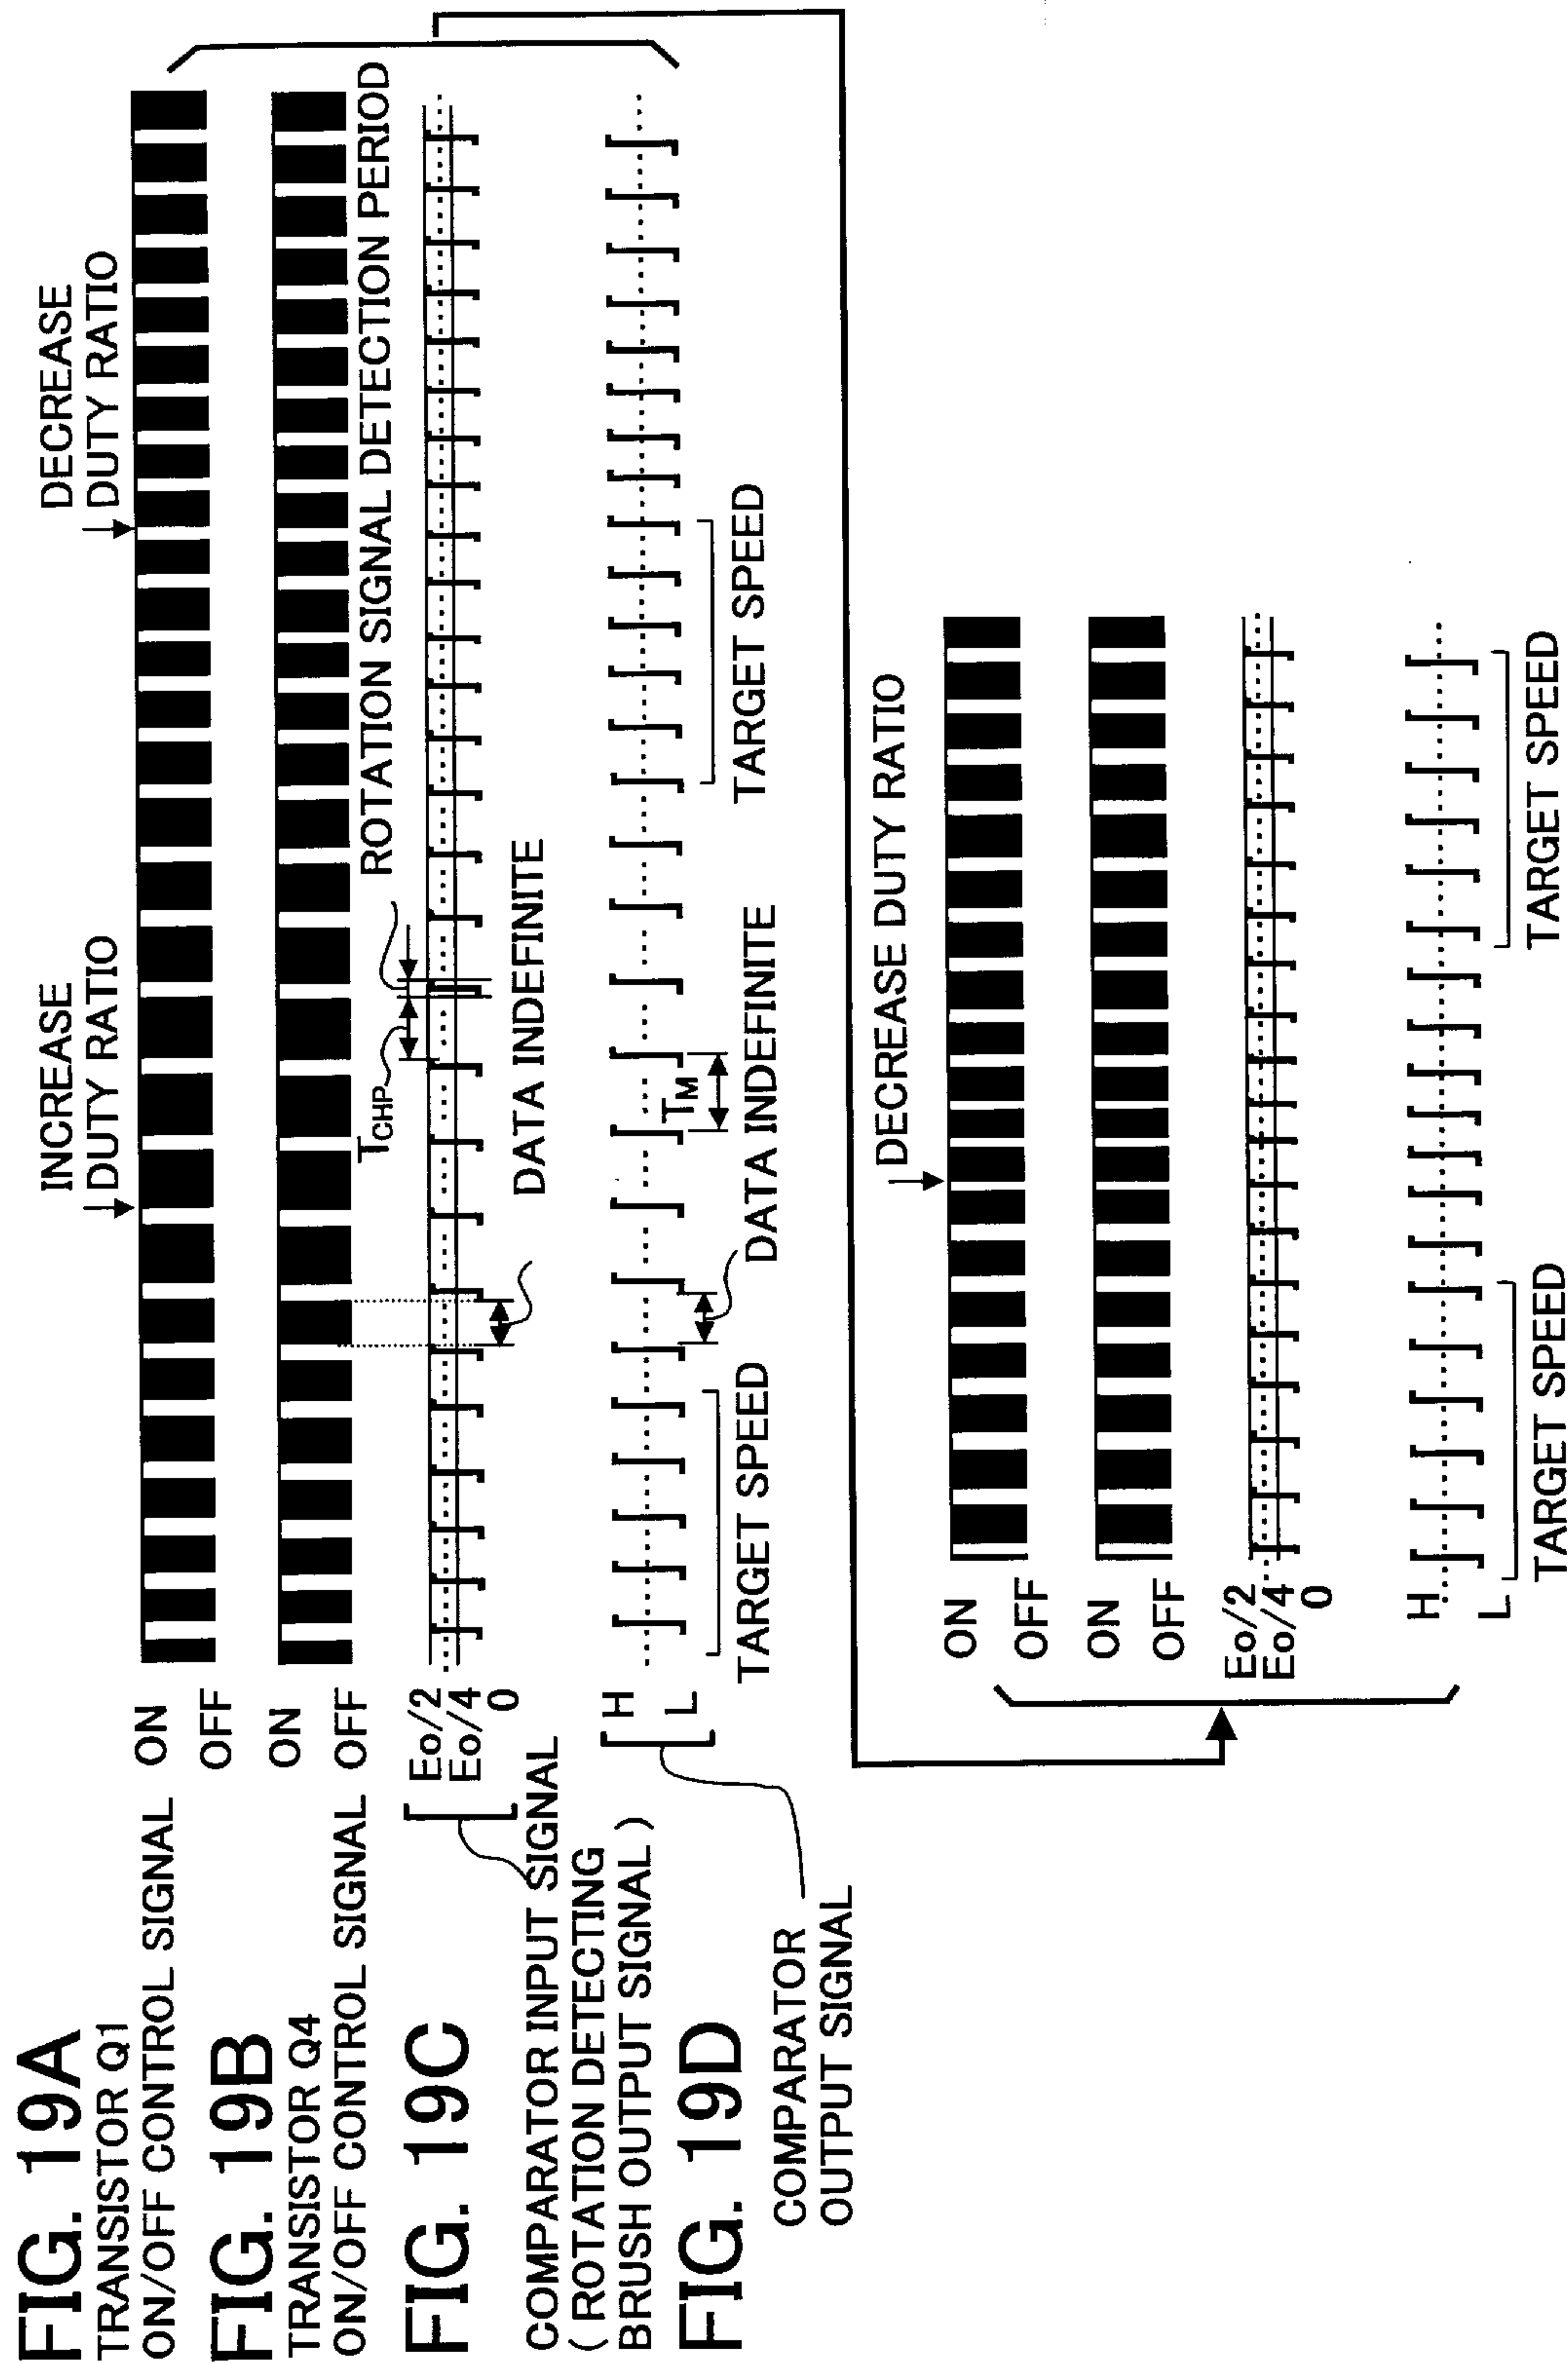 FIG. 19A
TRANSISTOR Q1
ON/OFF CONTROL SIGNAL
ON
OFF
INCREASE
DUTY RATIO
DECREASE
DUTY RATIO
FIG. 19B
TRANSISTOR Q4
ON/OFF CONTROL SIGNAL
ON
OFF
TCHP
ROTATION SIGNAL DETECTION PERIOD
FIG. 19C
Eo/2
Eo/4
0
COMPARATOR INPUT SIGNAL
(ROTATION DETECTING
BRUSH OUTPUT SIGNAL)
DATA INDEFINITE
FIG. 19D
H
L
COMPARATOR
OUTPUT SIGNAL
TM
TARGET SPEED
DATA INDEFINITE
TARGET SPEED
DECREASE DUTY RATIO
ON
OFF
ON
OFF
Eo/2
Eo/4
0
H
L
TARGET SPEED
TARGET SPEED